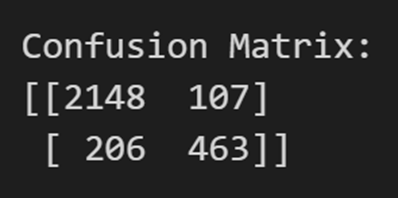 Confusion Matrix:
[[2148  107]
 [ 206  463]]